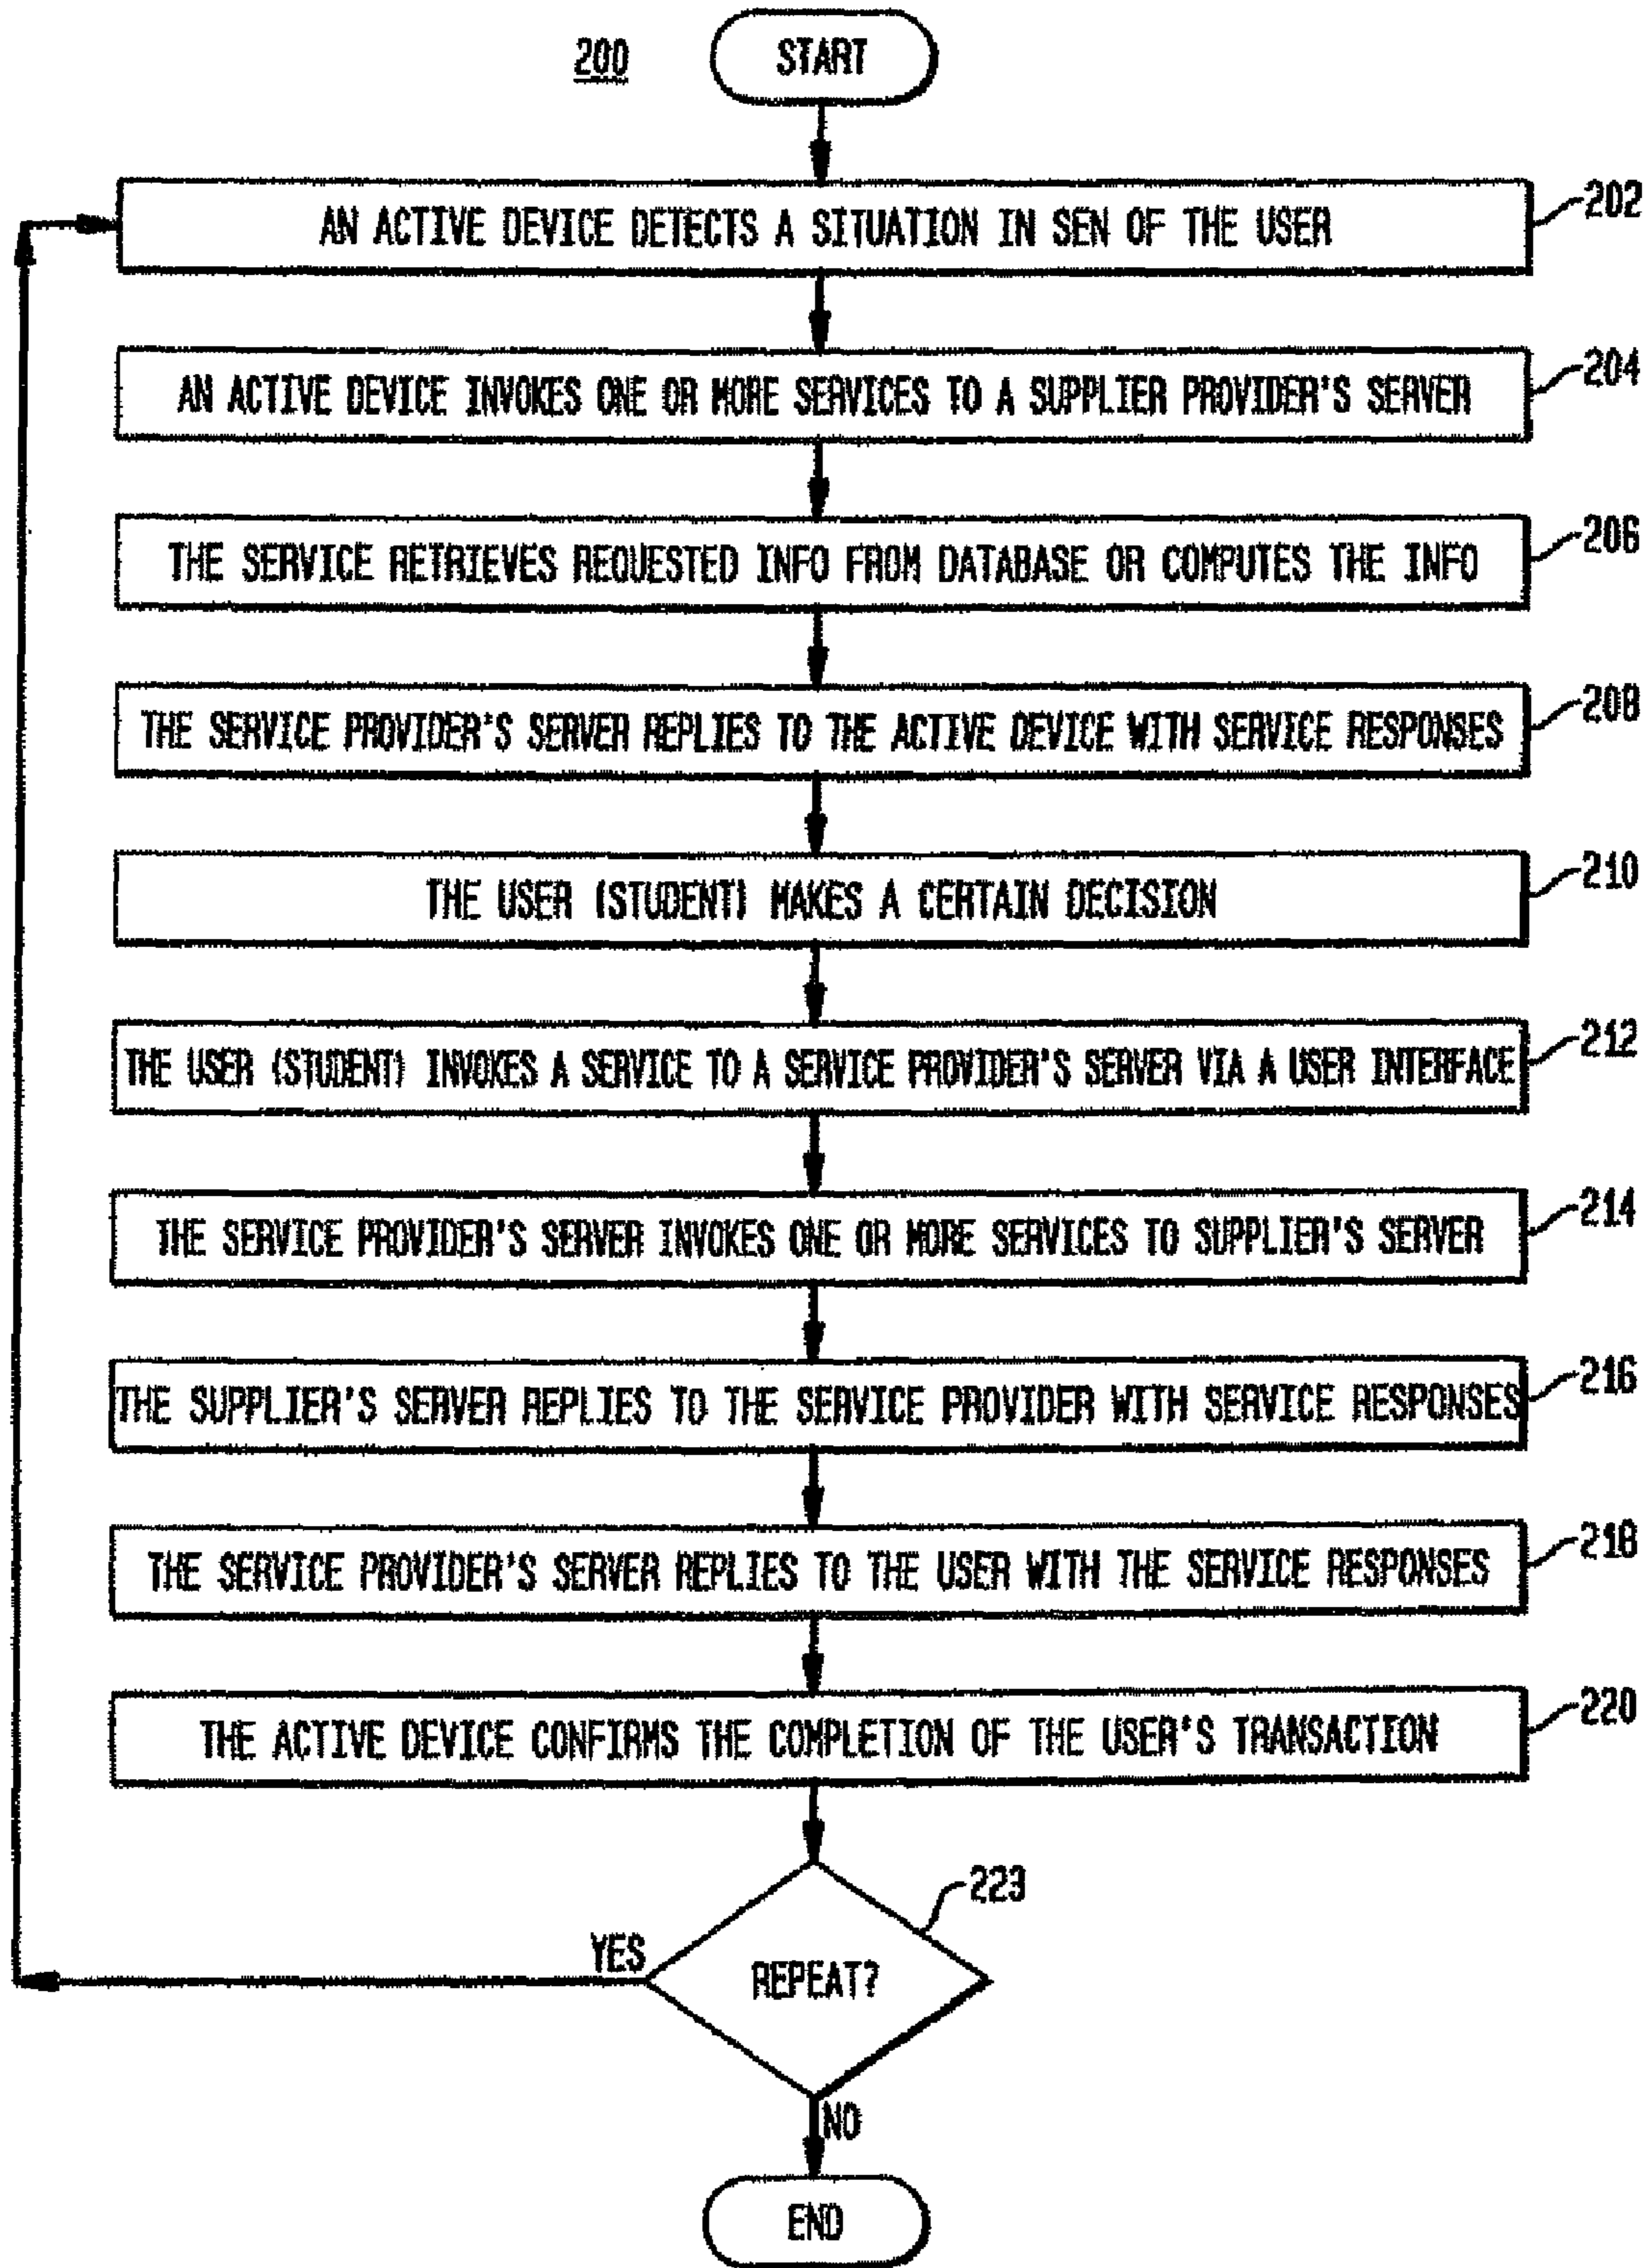 200
START
AN ACTIVE DEVICE DETECTS A SITUATION IN SEN OF THE USER
202
AN ACTIVE DEVICE INVOKES ONE OR MORE SERVICES TO A SUPPLIER PROVIDER'S SERVER
204
THE SERVICE RETRIEVES REQUESTED INFO FROM DATABASE OR COMPUTES THE INFO
206
THE SERVICE PROVIDER'S SERVER REPLIES TO THE ACTIVE DEVICE WITH SERVICE RESPONSES
208
THE USER (STUDENT) MAKES A CERTAIN DECISION
210
THE USER (STUDENT) INVOKES A SERVICE TO A SERVICE PROVIDER'S SERVER VIA A USER INTERFACE
212
THE SERVICE PROVIDER'S SERVER INVOKES ONE OR MORE SERVICES TO SUPPLIER'S SERVER
214
THE SUPPLIER'S SERVER REPLIES TO THE SERVICE PROVIDER WITH SERVICE RESPONSES
216
THE SERVICE PROVIDER'S SERVER REPLIES TO THE USER WITH THE SERVICE RESPONSES
218
THE ACTIVE DEVICE CONFIRMS THE COMPLETION OF THE USER'S TRANSACTION
220
223
YES
REPEAT?
NO
END